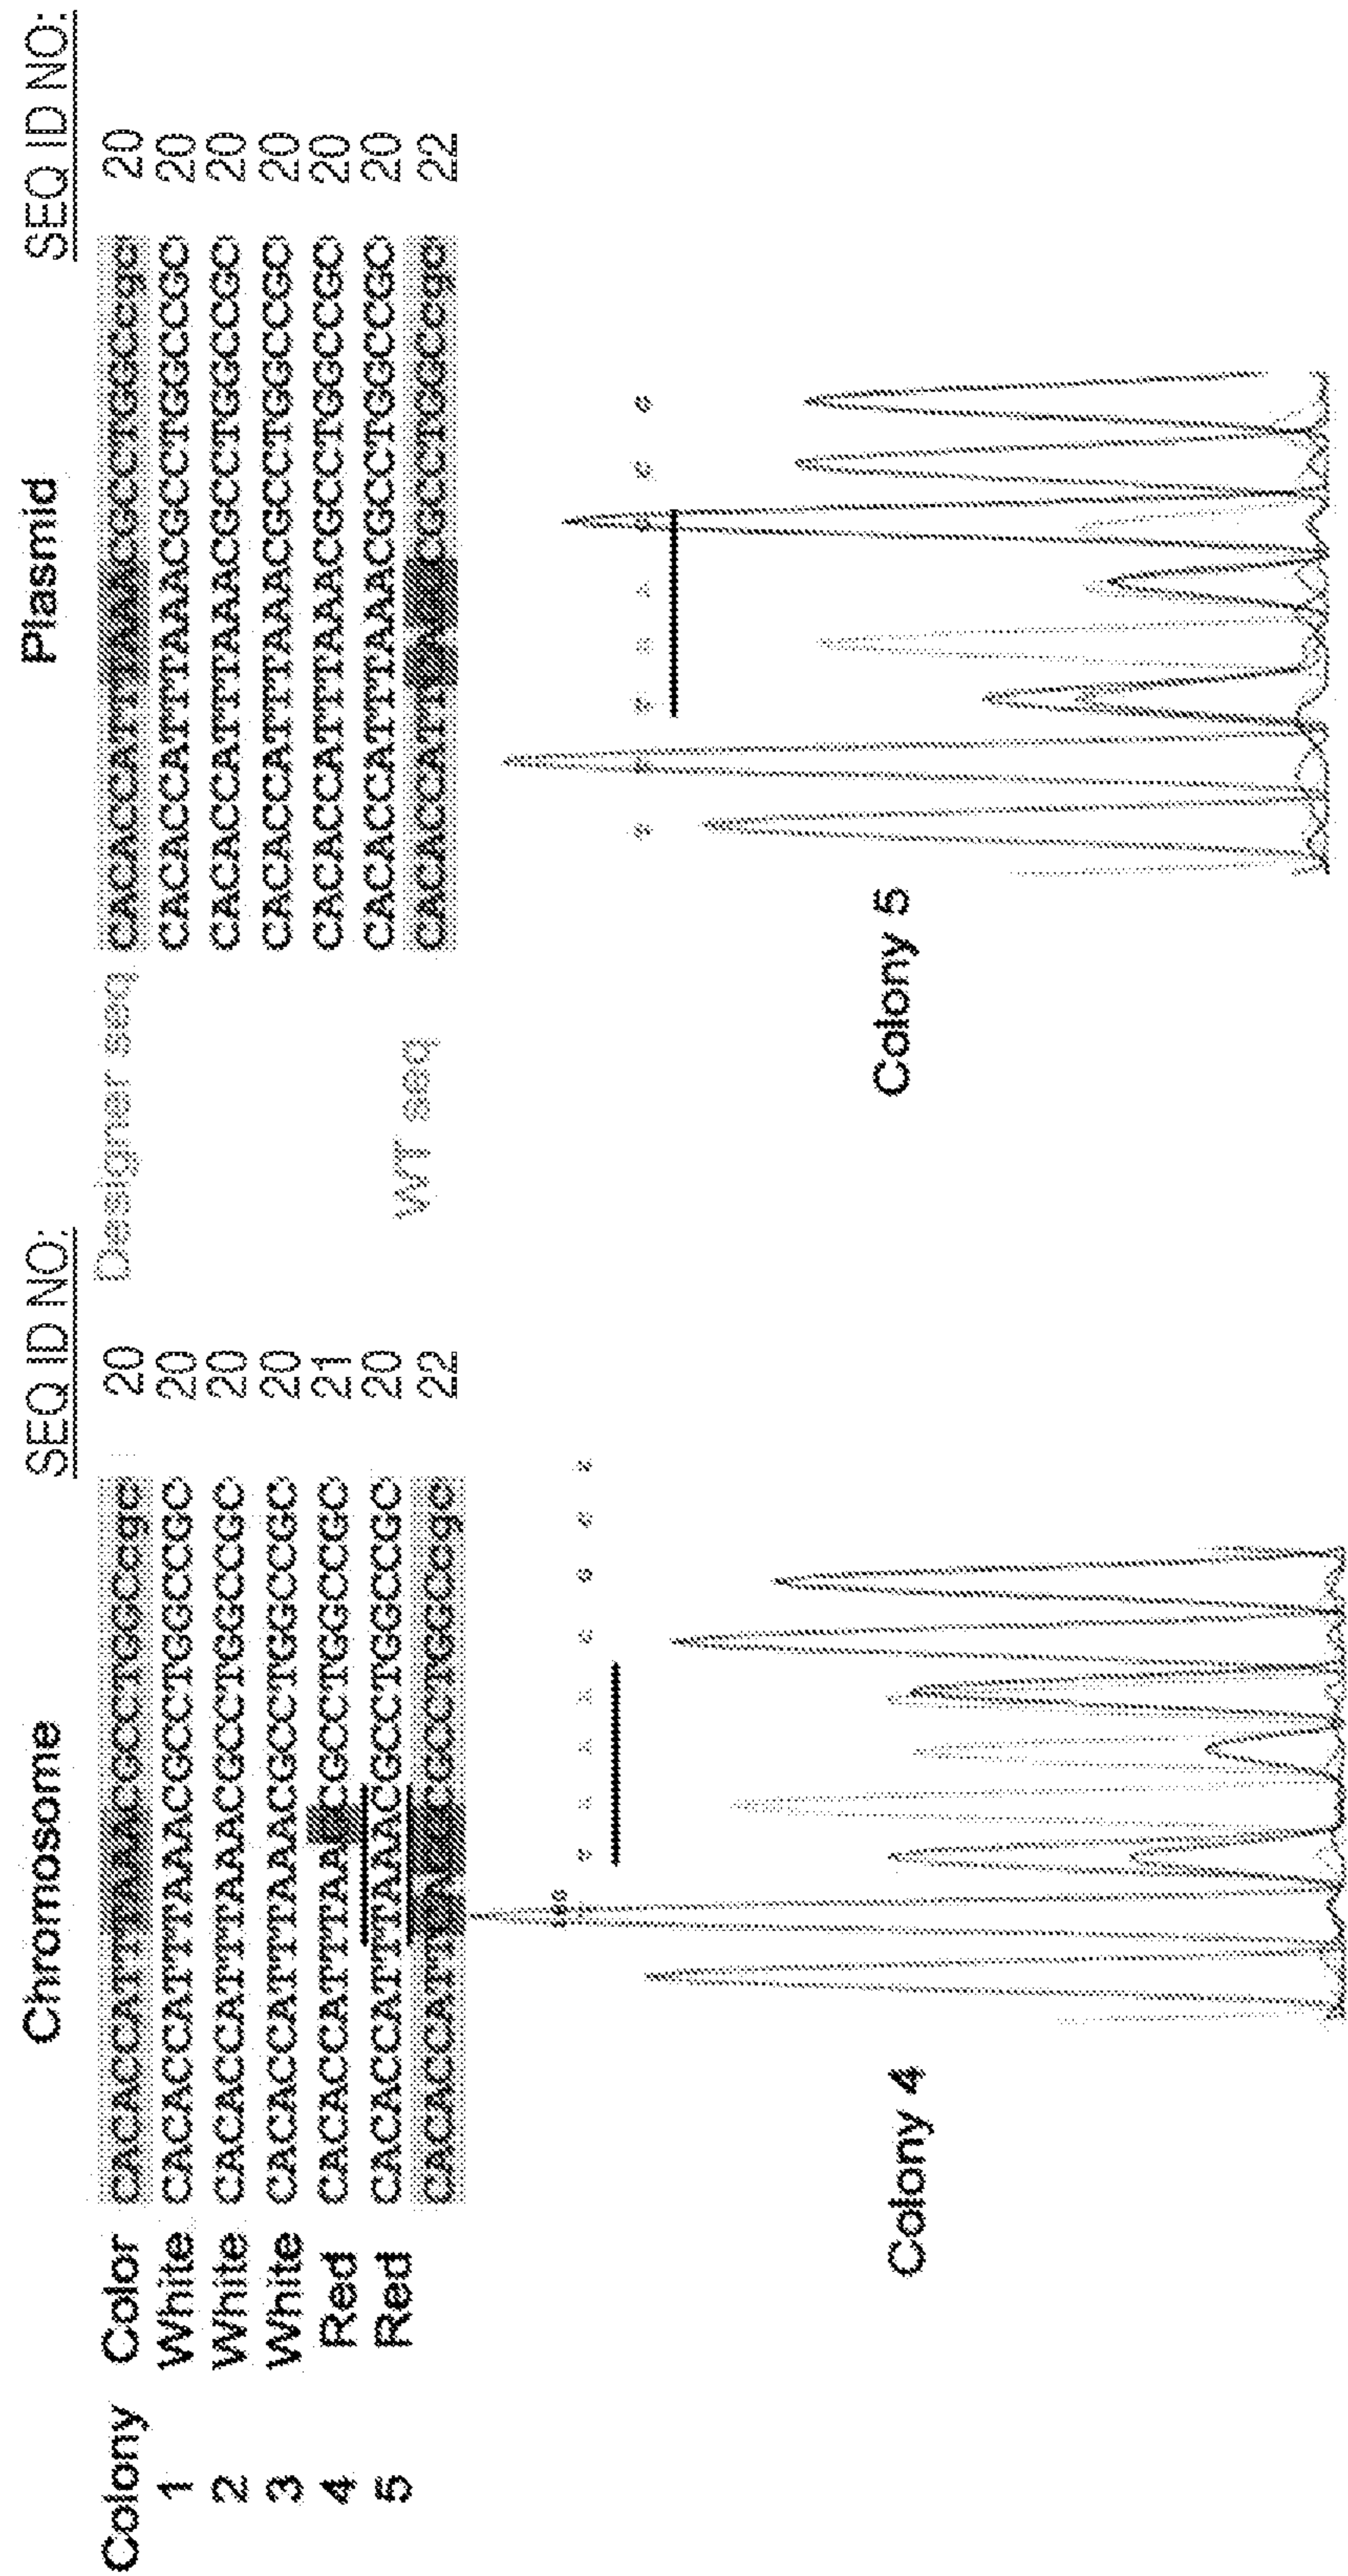 Chromosome SEQ ID NO: Plasmid SEQ ID NO:
Colony Color 20 Designer seq 20
1 White CACACCATTTAAACGCCTGGCCGC 20 CACACCATTTAAACGCCTGGCCGC 20
2 White CACACCATTTAAACGCCTGGCCGC 20 CACACCATTTAAACGCCTGGCCGC 20
3 White CACACCATTTAAACGCCTGGCCGC 20 CACACCATTTAAACGCCTGGCCGC 20
4 Red 21 CACACCATTTAAACGCCTGGCCGC 20
5 Red CACACCATTTAAACGCCTGGCCGC 20 CACACCATTTAAACGCCTGGCCGC 20
22 WT seq 22
Colony 4
Colony 5